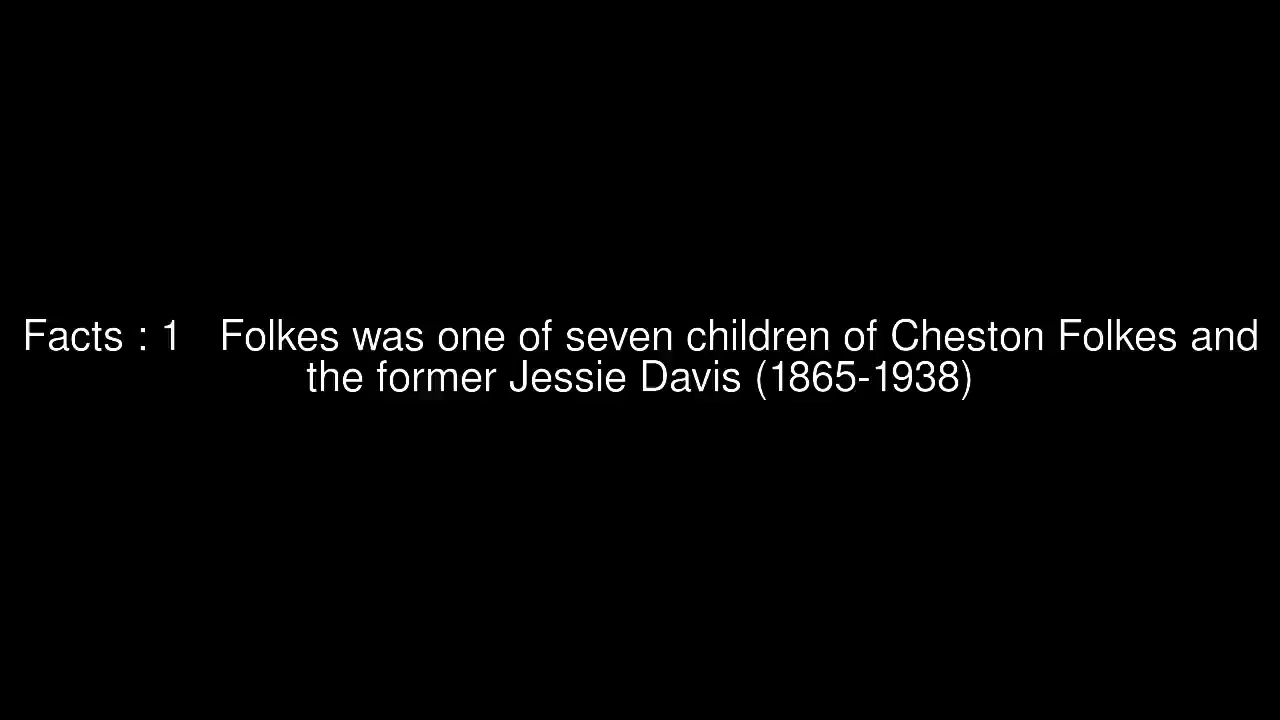 Facts : 1 Folkes was one of seven children of Cheston Folkes and
the former Jessie Davis (1865-1938)